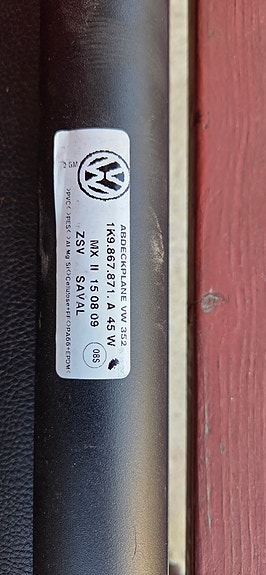 ABDECKPLANE VW 352
1K9.867.871. A 45 W
MX II 15 08 09
ZSV SAVAL
08S